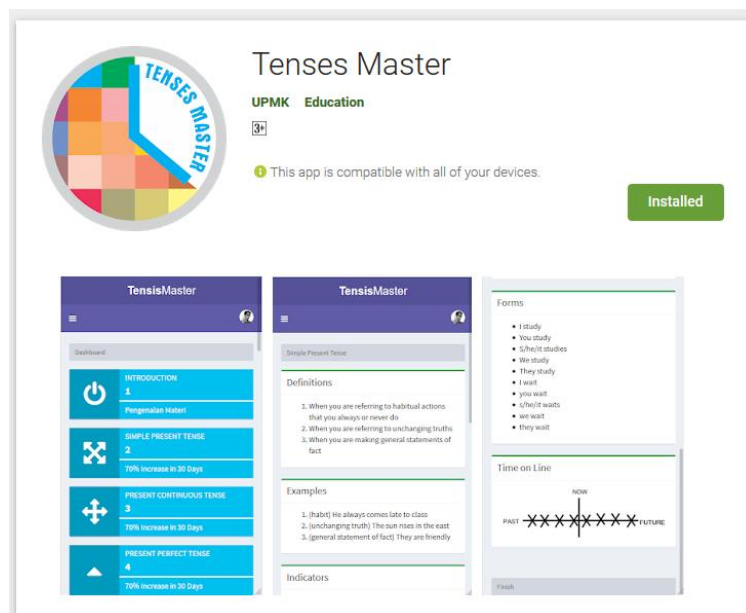 TENSES MASTER
Tenses Master
UPMK Education
3+
This app is compatible with all of your devices.
Installed
TensisMaster
Dashboard
INTRODUCTION
1
Pengenalan Materi
SIMPLE PRESENT TENSE
2
70% Increase in 30 Days
PRESENT CONTINUOUS TENSE
3
70% Increase in 30 Days
PRESENT PERFECT TENSE
4
70% Increase in 30 Days
TensisMaster
Simple Present Tense
Definitions
1. When you are referring to habitual actions
that you always or never do
2. When you are referring to unchanging truths
3. When you are making general statements of
fact
Examples
1. (habit) He always comes late to class
2. (unchanging truth) The sun rises in the east
3. (general statement of fact) They are friendly
Indicators
Forms
• I study
• You study
• S/he/it studies
• We study
• They study
• I wait
• you wait
• s/he/it waits
• we wait
• they wait
Time on Line
NOW
PAST FUTURE
Finish